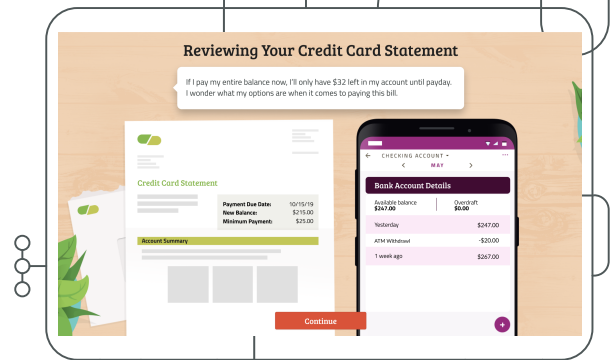 Reviewing Your Credit Card Statement
If I pay my entire balance now, I'll only have $32 left in my account until payday.
I wonder what my options are when it comes to paying this bill.
Credit Card Statement
Payment Due Date: 10/15/19
New Balance: $215.00
Minimum Payment: $25.00
Account Summary
CHECKING ACCOUNT
MAY
Bank Account Details
Available balance Overdraft
$247.00 $0.00
Yesterday $247.00
ATM Withdrawl -$20.00
1 week ago $267.00
Continue